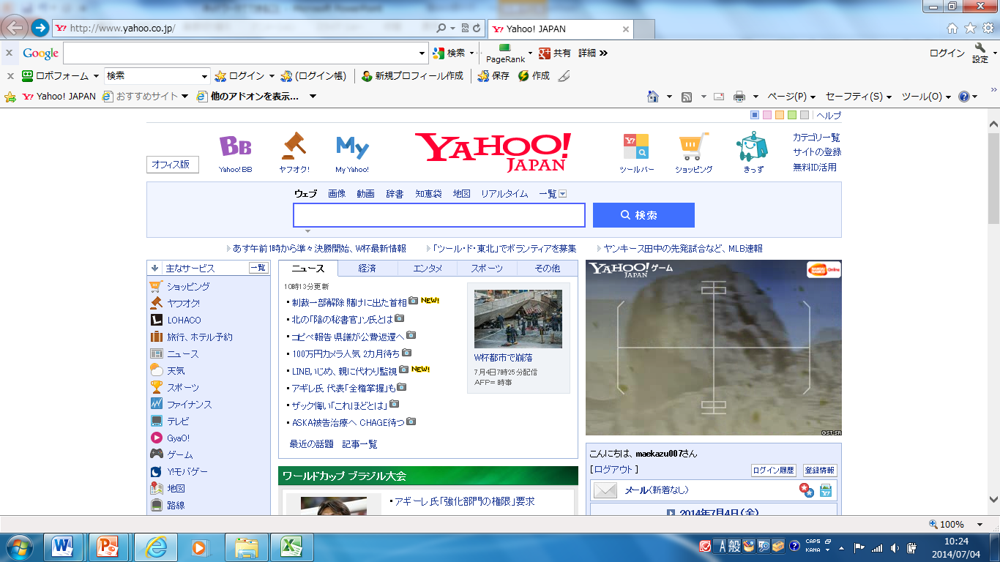 http://www.yahoo.co.jp/
Yahoo! JAPAN
Google
検索
PageRank
共有
詳細 »
ログイン
設定
ロボフォーム
検索
ログイン
(ログイン帳)
新規プロフィール作成
保存
作成
Yahoo! JAPAN
おすすめサイト
他のアドオンを表示...
ページ(P)
セーフティ(S)
ツール(O)
ヘルプ
オフィス版
BB
Yahoo! BB
ヤフオク!
My
My Yahoo!
YAHOO!
JAPAN
ツールバー
ショッピング
きっず
カテゴリ一覧
サイトの登録
無料ID活用
ウェブ 画像 動画 辞書 知恵袋 地図 リアルタイム 一覧
検索
あす午前1時から準々決勝開始、W杯最新情報
「ツール・ド・東北」でボランティアを募集
ヤンキース田中の先発試合など、MLB速報
主なサービス
一覧
ショッピング
ヤフオク!
LOHACO
旅行、ホテル予約
ニュース
天気
スポーツ
ファイナンス
テレビ
GyaO!
ゲーム
Y!モバゲー
地図
路線
ニュース 経済 エンタメ スポーツ その他
10時13分更新
制裁一部解除 賭けに出た首相 NEW!
北の「陰の秘書官」ソ氏とは
コピペ報告 県議が公費返還へ
100万円カメラ人気 2カ月待ち
LINEいじめ、親に代わり監視 NEW!
アギレ氏 代表「全権掌握」も
ザック悔い「これほどとは」
ASKA被告治療へ CHAGE待つ
最近の話題 記事一覧
W杯都市で崩落
7月4日7時25分配信
AFP=時事
ワールドカップ ブラジル大会
アギーレ氏「強化部門の権限」要求
YAHOO! ゲーム
JAPAN
Online
こんにちは、maekazu007さん
[ログアウト]
ログイン履歴
登録情報
メール(新着なし)
2014年7月4日(金)
100%
A 般
CAPS
KANA
10:24
2014/07/04